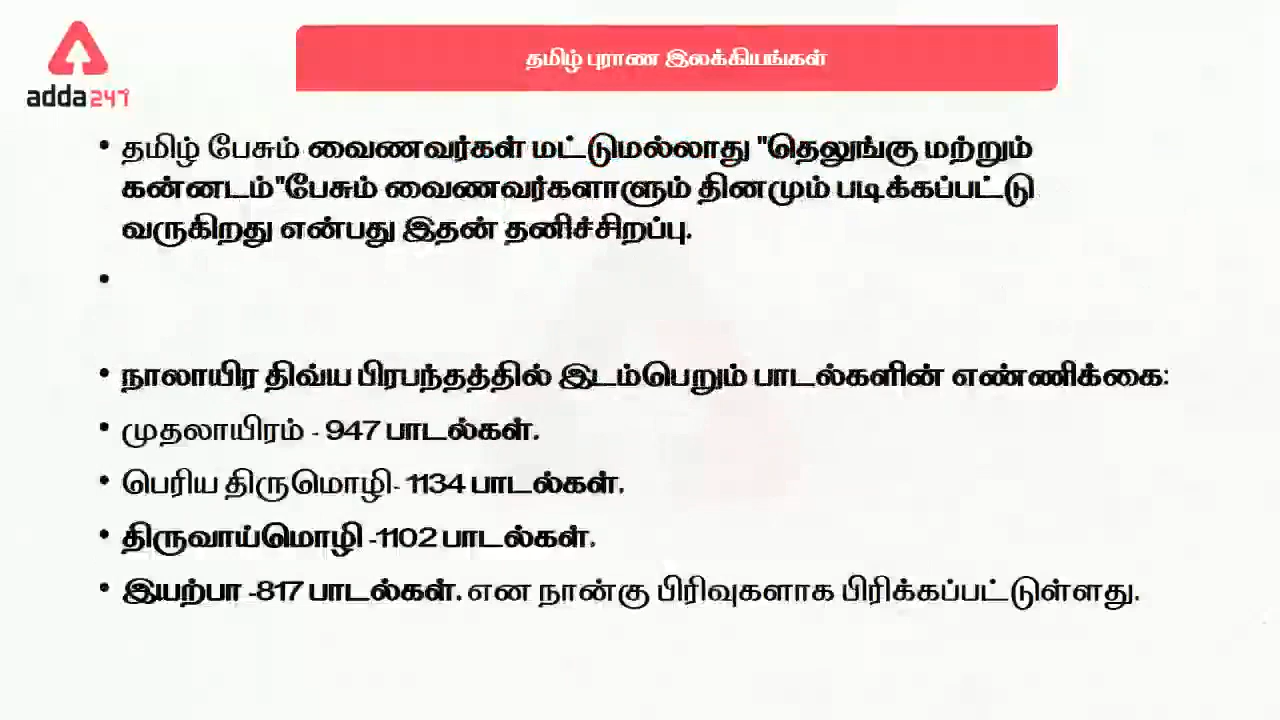 adda247
தமிழ் புராண இலக்கியங்கள்
• தமிழ் பேசும் வைணவர்கள் மட்டுமல்லாது "தெலுங்கு மற்றும்
கன்னடம்"பேசும் வைணவர்களாளும் தினமும் படிக்கப்பட்டு
வருகிறது என்பது இதன் தனிச்சிறப்பு.
•
• நாலாயிர திவ்ய பிரபந்தத்தில் இடம்பெறும் பாடல்களின் எண்ணிக்கை:
• முதலாயிரம் - 947 பாடல்கள்.
• பெரிய திருமொழி- 1134 பாடல்கள்.
• திருவாய்மொழி -1102 பாடல்கள்.
• இயற்பா -817 பாடல்கள். என நான்கு பிரிவுகளாக பிரிக்கப்பட்டுள்ளது.